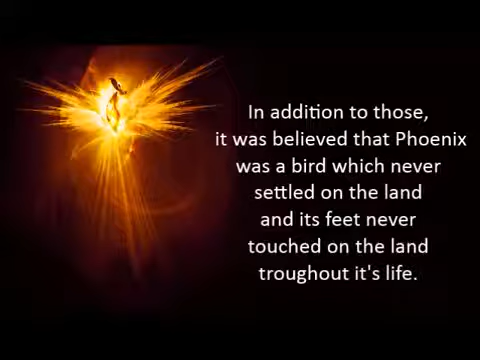 In addition to those,
it was believed that Phoenix
was a bird which never
settled on the land
and its feet never
touched on the land
troughout it's life.